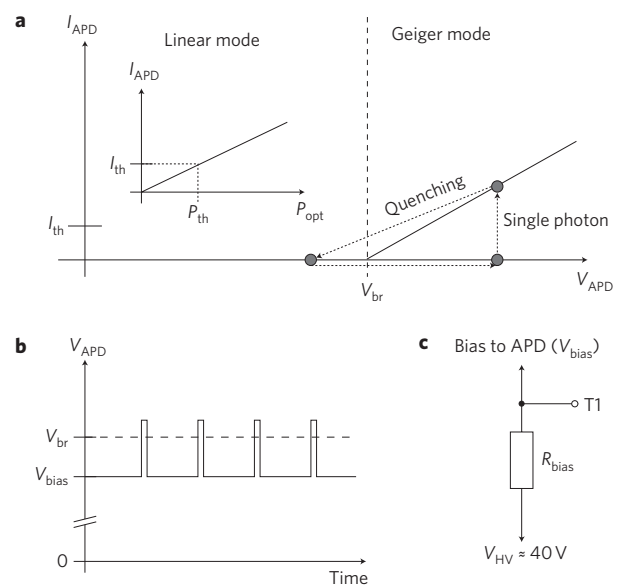 a
I_APD
Linear mode
Geiger mode
I_APD
I_th
P_th
P_opt
I_th
Quenching
Single photon
V_br
V_APD
b
V_APD
V_br
V_bias
0
Time
c
Bias to APD (V_bias)
T1
R_bias
V_HV ≈ 40 V